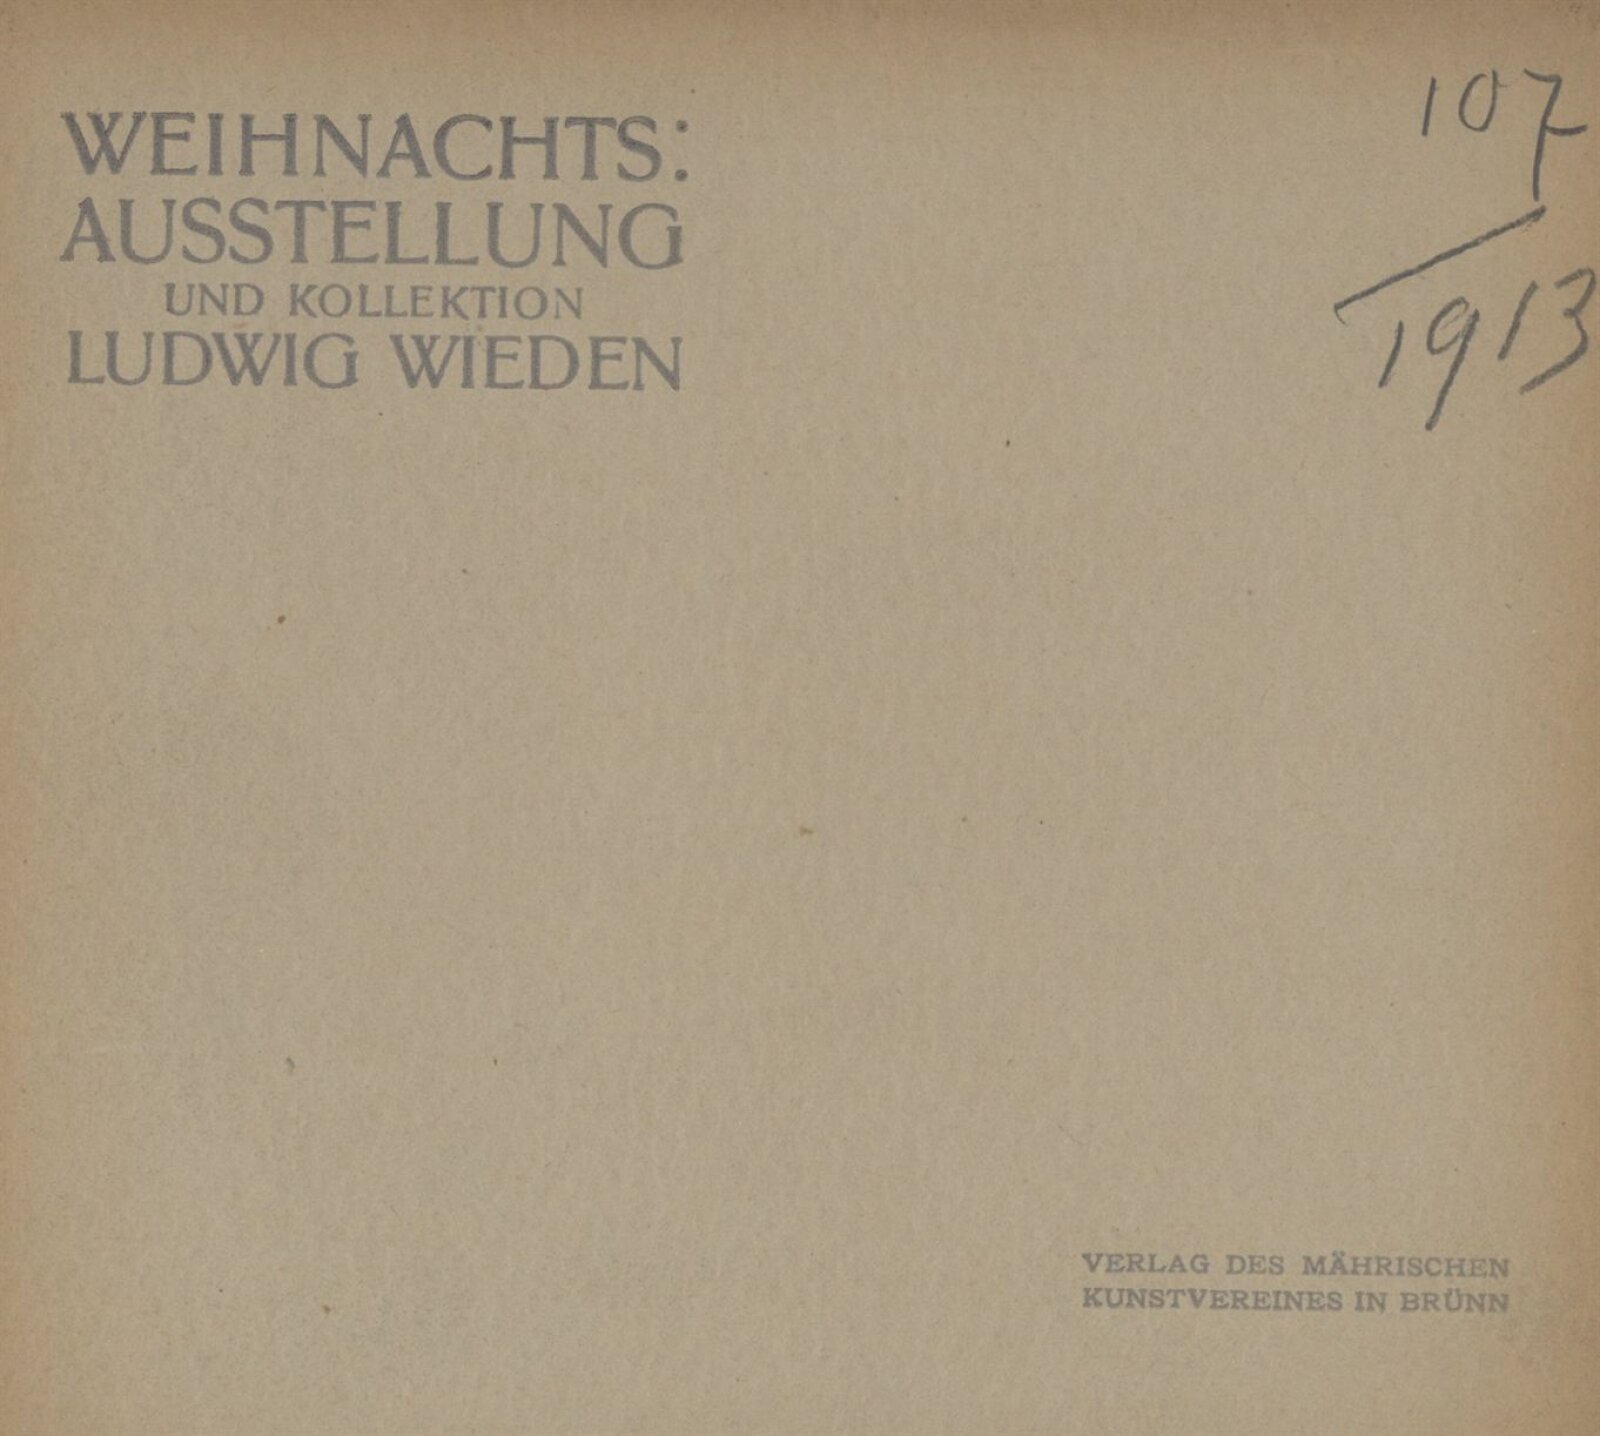 WEIHNACHTS:
AUSSTELLUNG
UND KOLLEKTION
LUDWIG WIEDEN
107
1913
VERLAG DES MÄHRISCHEN
KUNSTVEREINES IN BRÜNN